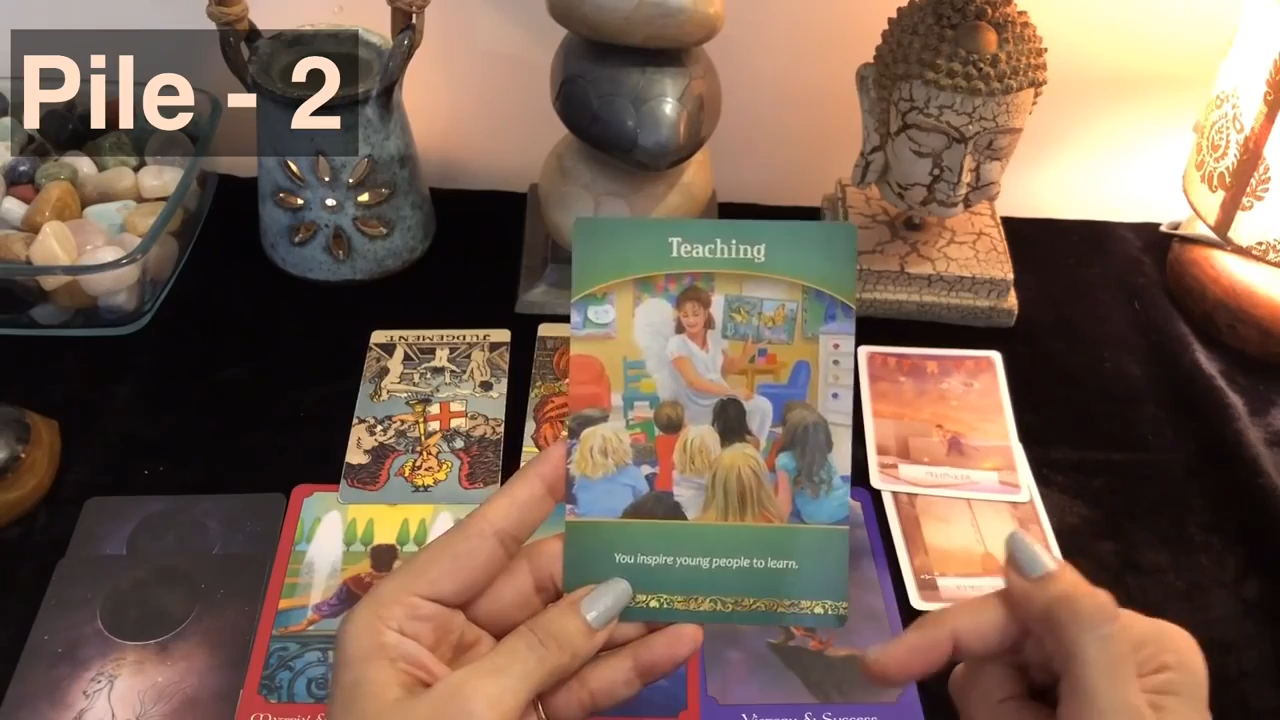 Pile - 2
Teaching
JUDGEMENT.
You inspire young people to learn.
Victory & Success